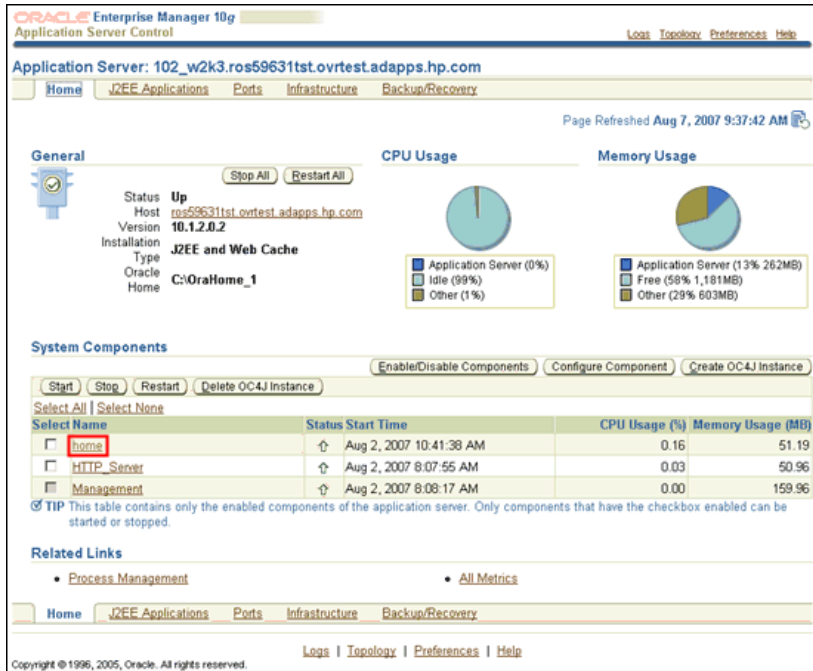 ORACLE Enterprise Manager 10g
Application Server Control
Logs Topology Preferences Help
Application Server: 102_w2k3.ros59631tst.ovrtest.adapps.hp.com
Home J2EE Applications Ports Infrastructure Backup/Recovery
Page Refreshed Aug 7, 2007 9:37:42 AM
General
Stop All Restart All
Status Up
Host ros59631tst.ovrtest.adapps.hp.com
Version 10.1.2.0.2
Installation Type J2EE and Web Cache
Oracle Home C:\OraHome_1
CPU Usage
Application Server (0%)
Idle (99%)
Other (1%)
Memory Usage
Application Server (13% 262MB)
Free (58% 1,181MB)
Other (29% 603MB)
System Components
Enable/Disable Components Configure Component Create OC4J Instance
Start Stop Restart Delete OC4J Instance
Select All | Select None
Select Name Status Start Time CPU Usage (%) Memory Usage (MB)
home Aug 2, 2007 10:41:38 AM 0.16 51.19
HTTP_Server Aug 2, 2007 8:07:55 AM 0.03 50.96
Management Aug 2, 2007 8:08:17 AM 0.00 159.96
TIP This table contains only the enabled components of the application server. Only components that have the checkbox enabled can be
started or stopped.
Related Links
• Process Management • All Metrics
Home J2EE Applications Ports Infrastructure Backup/Recovery
Logs | Topology | Preferences | Help
Copyright © 1996, 2005, Oracle. All rights reserved.